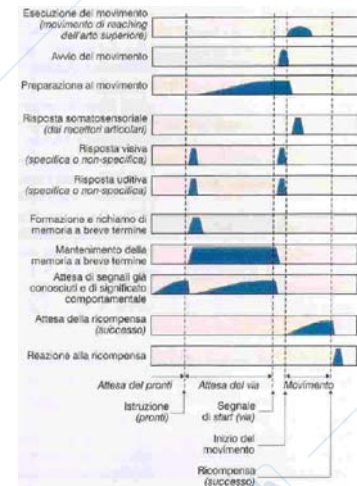 Esecuzione del movimento
(movimento di reaching
dell'arto superiore)
Avvio del movimento
Preparazione al movimento
Risposta somatosensoriale
(dai recettori articolari)
Risposta visiva
(specifica o non-specifica)
Risposta uditiva
(specifica o non-specifica)
Formazione e richiamo di
memoria a breve termine
Mantenimento della
memoria a breve termine
Attesa di segnali già
conosciuti e di significato
comportamentale
Attesa della ricompensa
(successo)
Reazione alla ricompensa
Attesa del pronti
Attesa del via
Movimento
Istruzione
(pronti)
Segnale
di start (via)
Inizio del
movimento
Ricompensa
(successo)